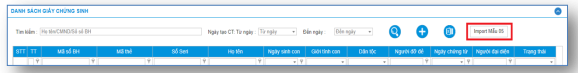 DANH SÁCH GIẤY CHỨNG SINH
Tìm kiếm Họ tên/CMND/Số sổ BH Ngày tạo CT: Từ ngày Từ ngày Đến ngày Đến ngày Import Mẫu 05
STT TT Mã số BH Mã thẻ Số Seri Họ tên Ngày sinh con Giới tính con Dân tộc Người đỡ đẻ Ngày chứng từ Người đại diện Trạng thái